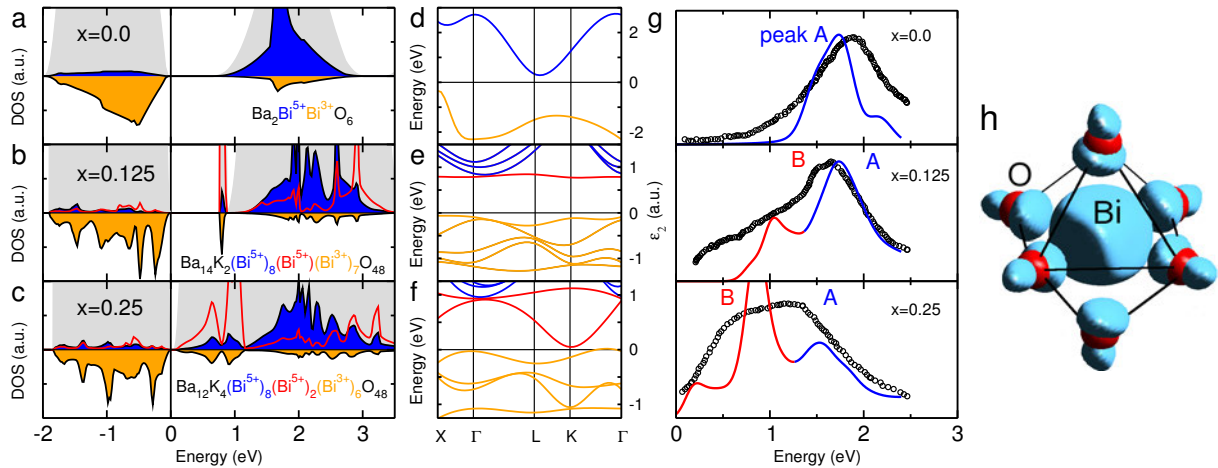 a
x=0.0
DOS (a.u.)
Ba₂Bi⁵⁺Bi³⁺O₆
b
x=0.125
DOS (a.u.)
Ba₁₄K₂(Bi⁵⁺)₈(Bi⁵⁺)(Bi³⁺)₇O₄₈
c
x=0.25
DOS (a.u.)
Ba₁₂K₄(Bi⁵⁺)₈(Bi⁵⁺)₂(Bi³⁺)₆O₄₈
-2 -1 0 1 2 3
Energy (eV)
d
Energy (eV)
2
0
-2
e
Energy (eV)
1
0
-1
f
Energy (eV)
1
0
-1
X Γ L K Γ
g
peak A
x=0.0
B
A
x=0.125
ε₂ (a.u.)
B
A
x=0.25
0 1 2 3
Energy (eV)
h
O
Bi